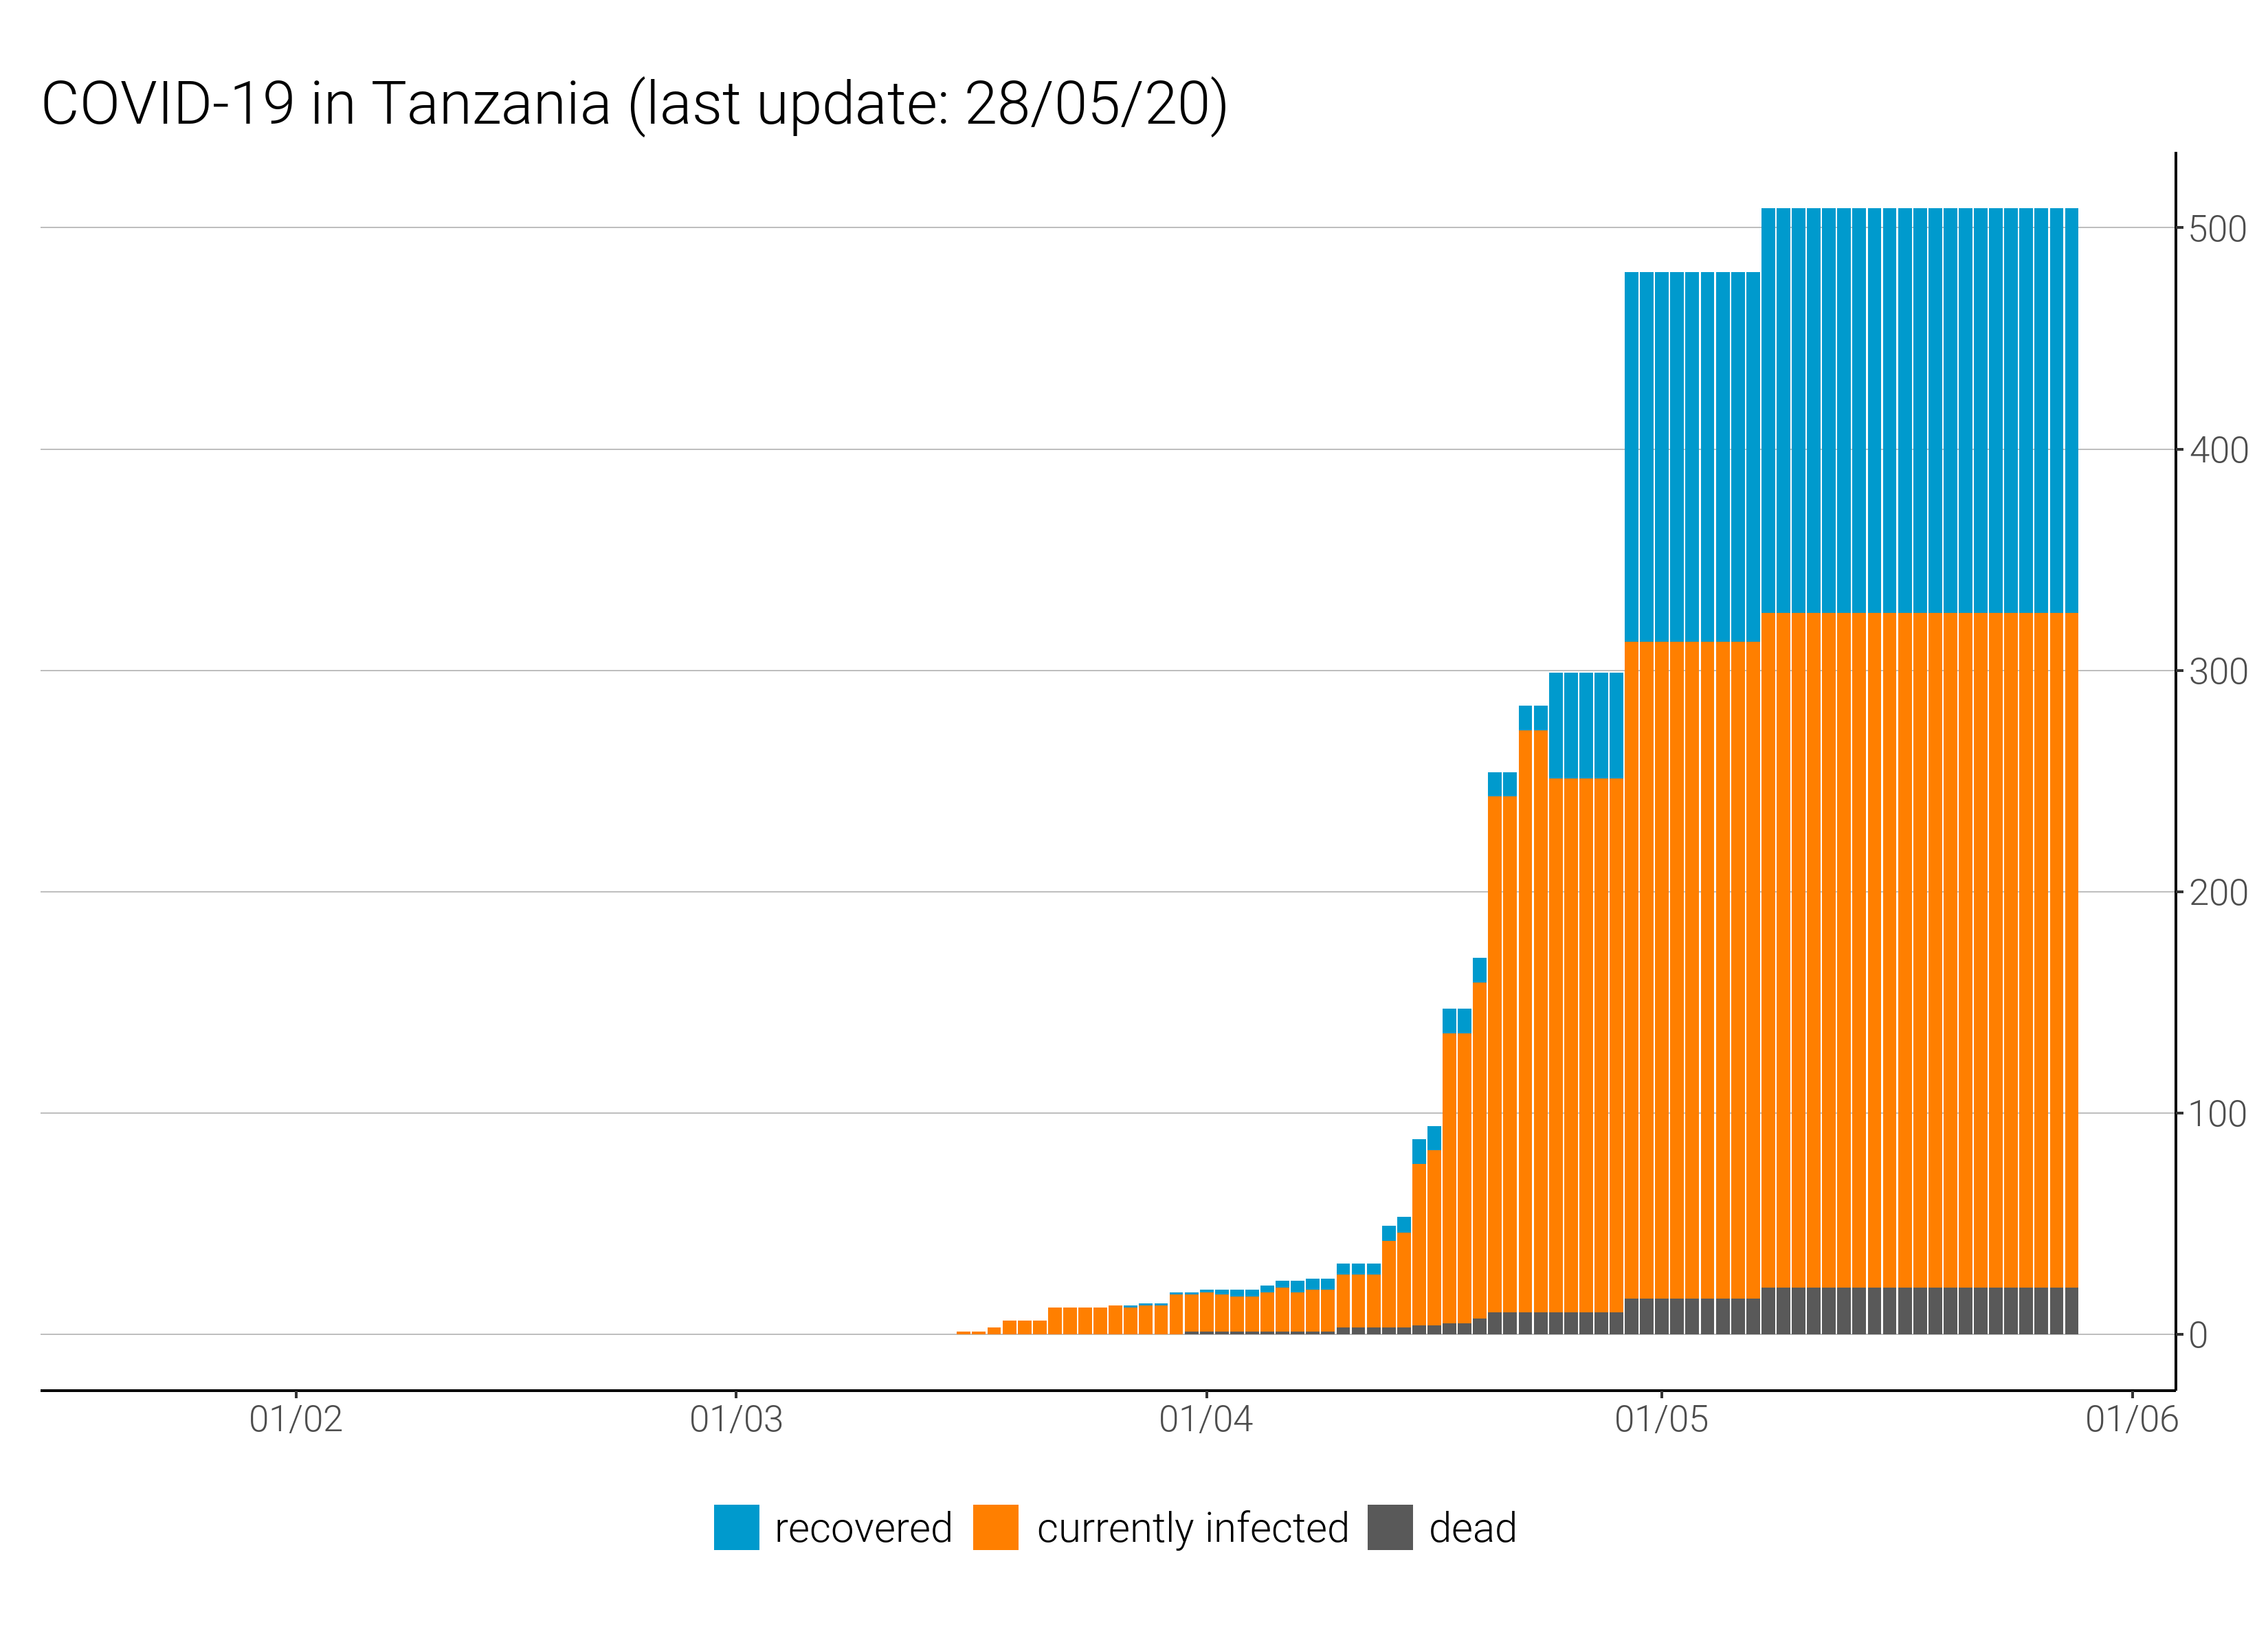 COVID-19 in Tanzania (last update: 28/05/20)
500
400
300
200
100
0
01/02 01/03 01/04 01/05 01/06
recovered currently infected dead